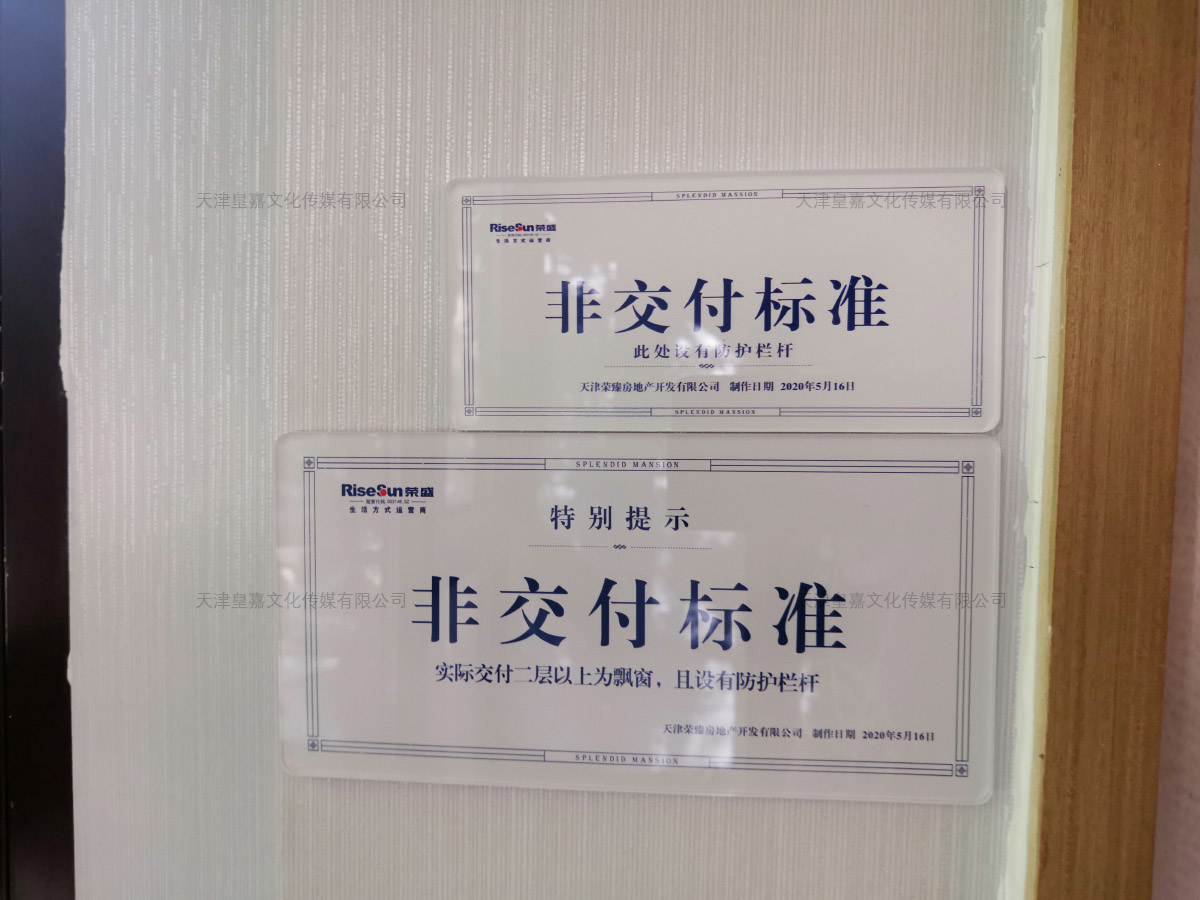 SPLENDID MANSION
RiseSun荣盛
生活方式运营商
非交付标准
此处设有防护栏杆
天津荣臻房地产开发有限公司 制作日期 2020年5月16日
SPLENDID MANSION
SPLENDID MANSION
RiseSun荣盛
股票代码:002146.SZ
生活方式运营商
特别提示
非交付标准
实际交付二层以上为飘窗，且设有防护栏杆
天津荣臻房地产开发有限公司 制作日期 2020年5月16日
SPLENDID MANSION
天津皇嘉文化传媒有限公司
天津皇嘉文化传媒有限公司
天津皇嘉文化传媒有限公司
天津皇嘉文化传媒有限公司